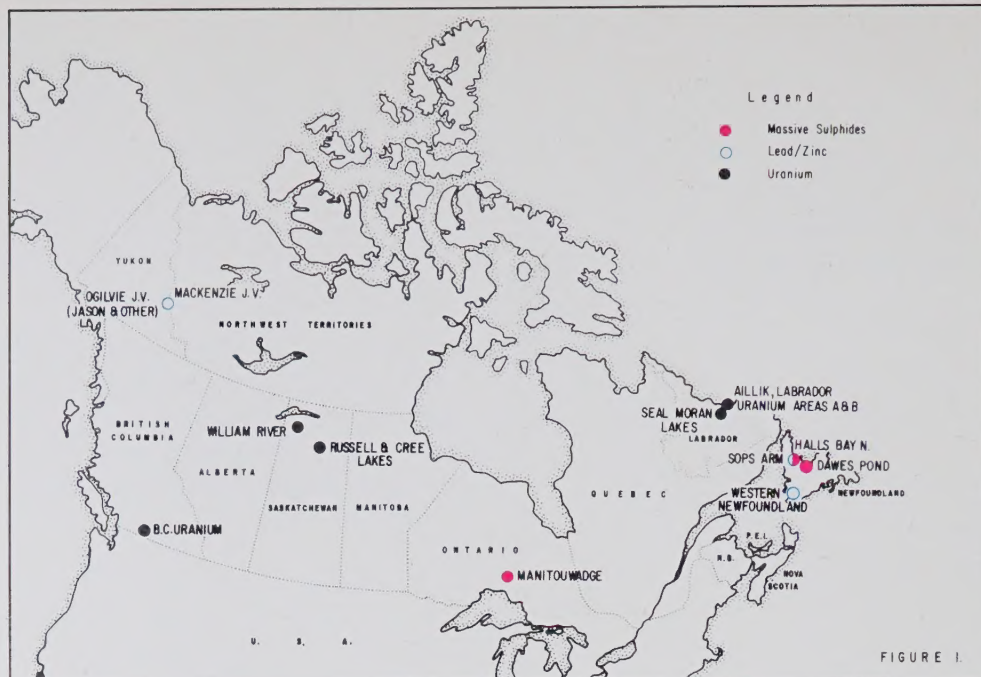 Legend
Massive Sulphides
Lead/Zinc
Uranium
YUKON
OGILVIE J.V.
(JASON & OTHER)
MACKENZIE J.V.
NORTHWEST TERRITORIES
AILLIK, LABRADOR
URANIUM AREAS A & B
SEAL MORAN
LAKES
LABRADOR
BRITISH
COLUMBIA
WILLIAM RIVER
RUSSELL & CREE
LAKES
ALBERTA
HALLS BAY N.
SOPS ARM
DAWES POND
WESTERN
NEWFOUNDLAND
NEWFOUNDLAND
QUEBEC
SASKATCHEWAN
MANITOBA
B.C. URANIUM
ONTARIO
P.E.I.
N.B.
NOVA
SCOTIA
MANITOUWADGE
U. S. A.
FIGURE 1.